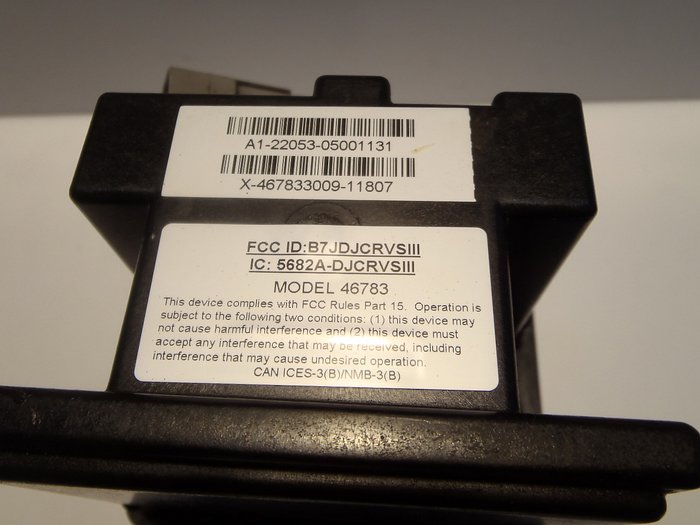 A1-22053-05001131
X-467833009-11807
FCC ID:B7JDJCRVSIII
IC: 5682A-DJCRVSIII
MODEL 46783
This device complies with FCC Rules Part 15. Operation is
subject to the following two conditions: (1) this device may
not cause harmful interference and (2) this device must
accept any interference that may be received, including
interference that may cause undesired operation.
CAN ICES-3(B)/NMB-3(B)